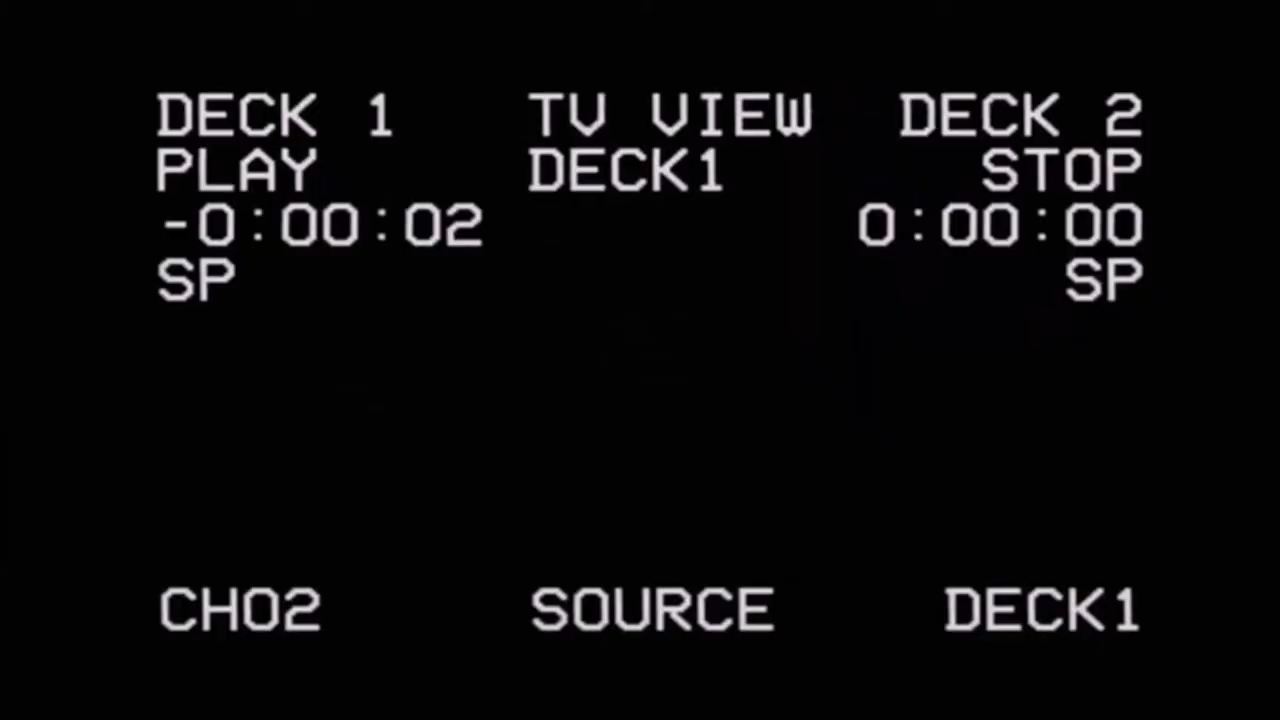 DECK 1 TV VIEW DECK 2
PLAY DECK1 STOP
-0:00:02 0:00:00
SP SP
CH02 SOURCE DECK1